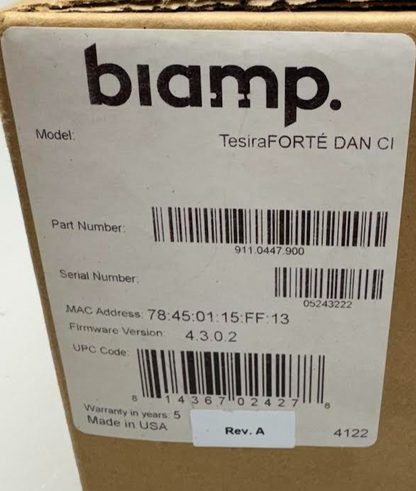 biamp.
Model: TesiraFORTÉ DAN CI
Part Number:
911.0447.900
Serial Number:
05243222
MAC Address: 78:45:01:15:FF:13
Firmware Version: 4.3.0.2
UPC Code:
8 14367 02427 8
Warranty in years: 5
Made in USA
Rev. A
4122